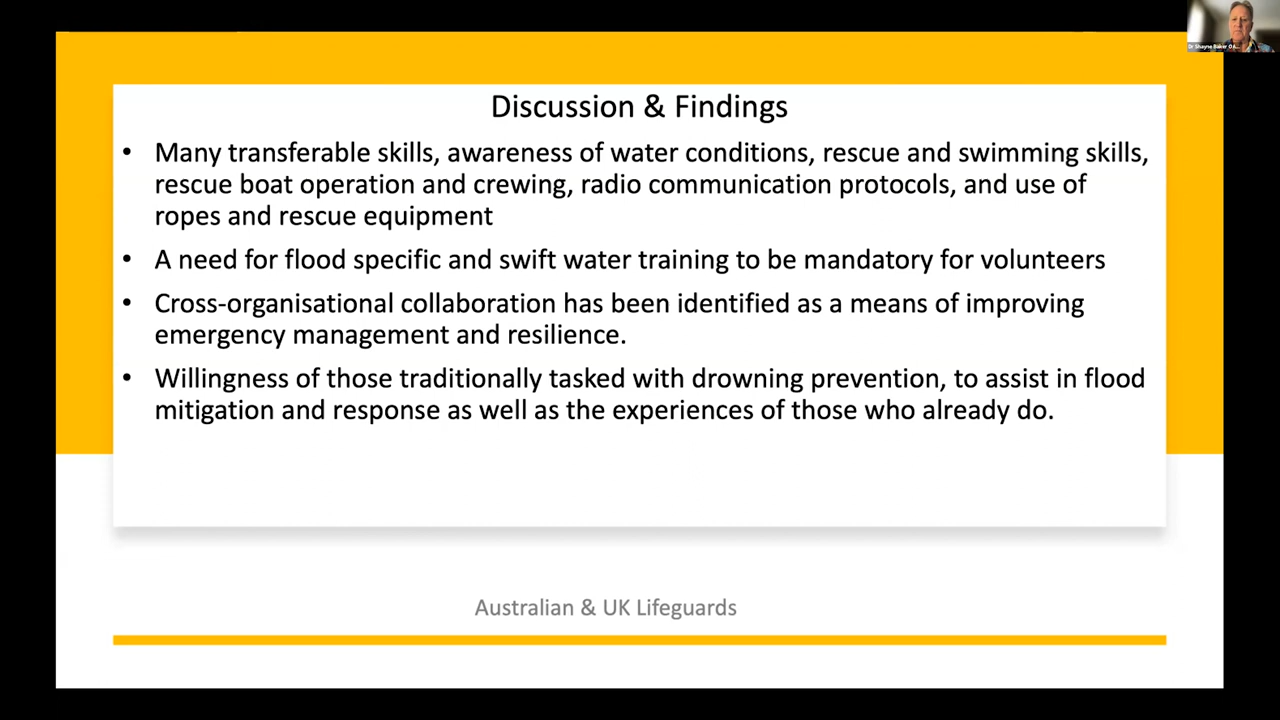 Dr Shayne Baker OA...
Discussion & Findings
• Many transferable skills, awareness of water conditions, rescue and swimming skills,
rescue boat operation and crewing, radio communication protocols, and use of
ropes and rescue equipment
• A need for flood specific and swift water training to be mandatory for volunteers
• Cross-organisational collaboration has been identified as a means of improving
emergency management and resilience.
• Willingness of those traditionally tasked with drowning prevention, to assist in flood
mitigation and response as well as the experiences of those who already do.
Australian & UK Lifeguards